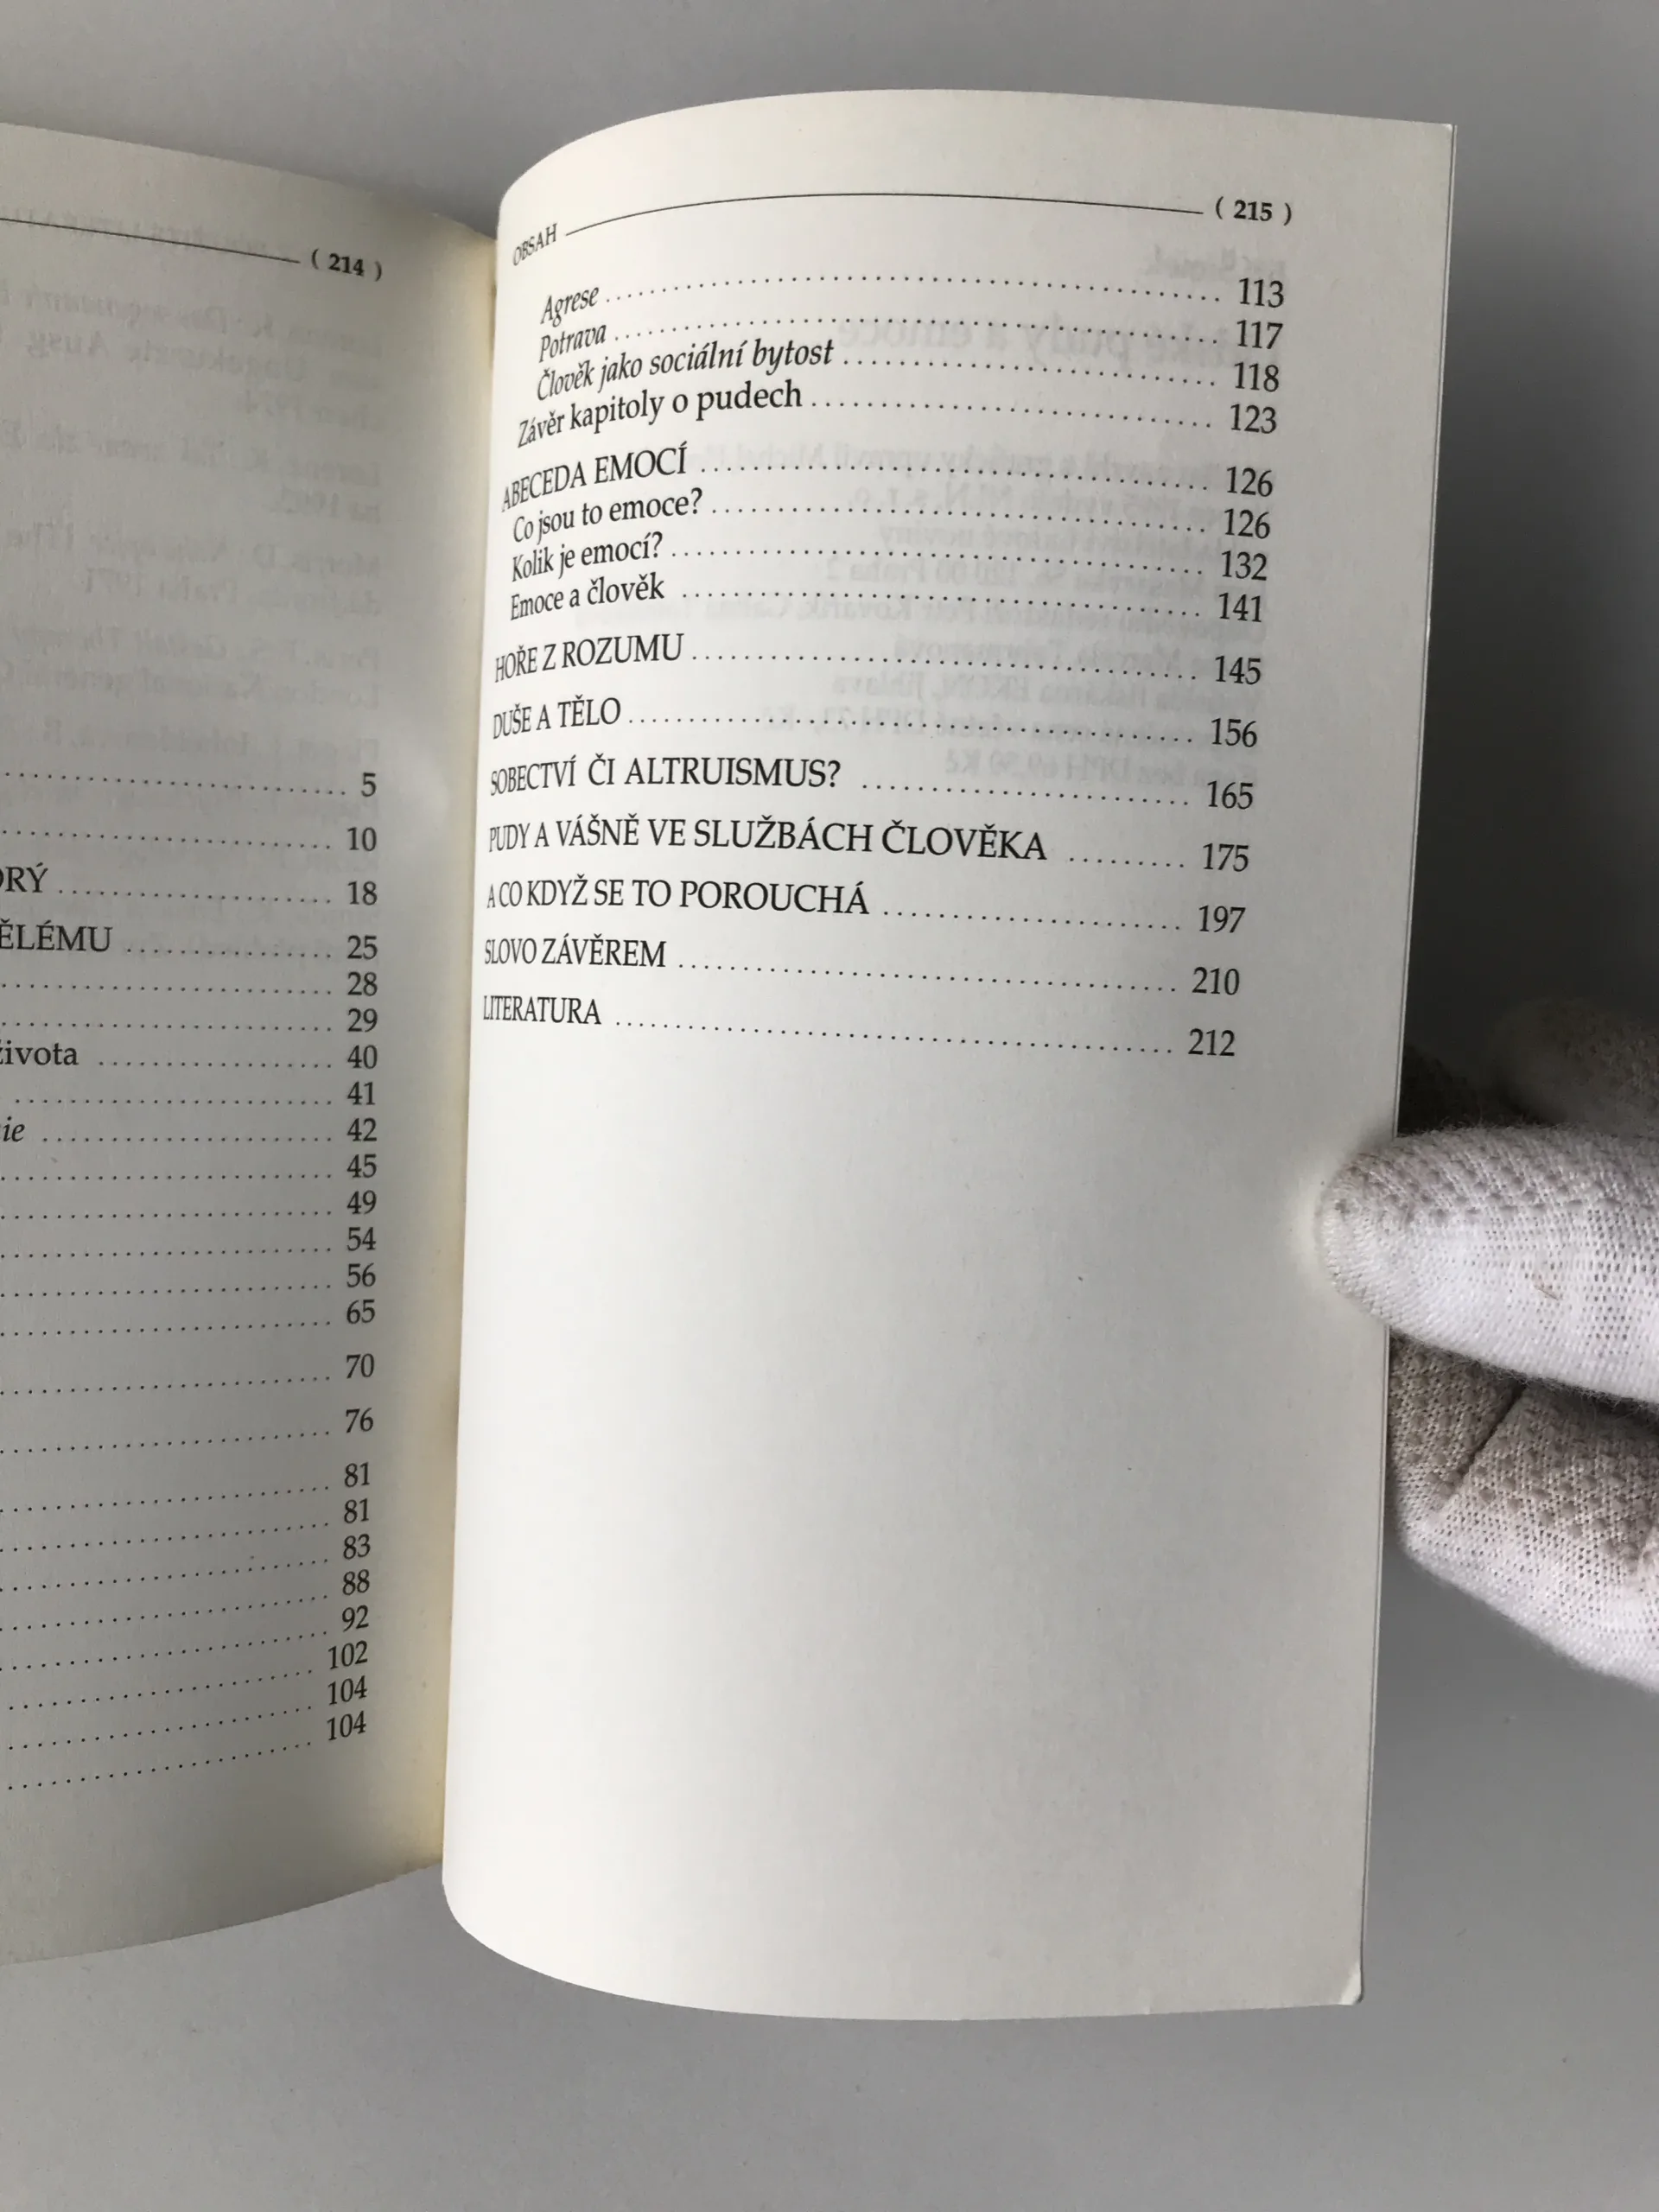 ( 214 )
5
10
18
25
28
29
života 40
41
42
45
49
54
56
65
70
76
81
81
83
88
92
102
104
104
OBSAH ( 215 )
Agrese 113
Potrava 117
Člověk jako sociální bytost 118
Závěr kapitoly o pudech 123
ABECEDA EMOCÍ 126
Co jsou to emoce? 126
Kolik je emocí? 132
Emoce a člověk 141
HOŘE Z ROZUMU 145
DUŠE A TĚLO 156
SOBECTVÍ ČI ALTRUISMUS? 165
PUDY A VÁŠNĚ VE SLUŽBÁCH ČLOVĚKA 175
A CO KDYŽ SE TO POROUCHÁ 197
SLOVO ZÁVĚREM 210
LITERATURA 212